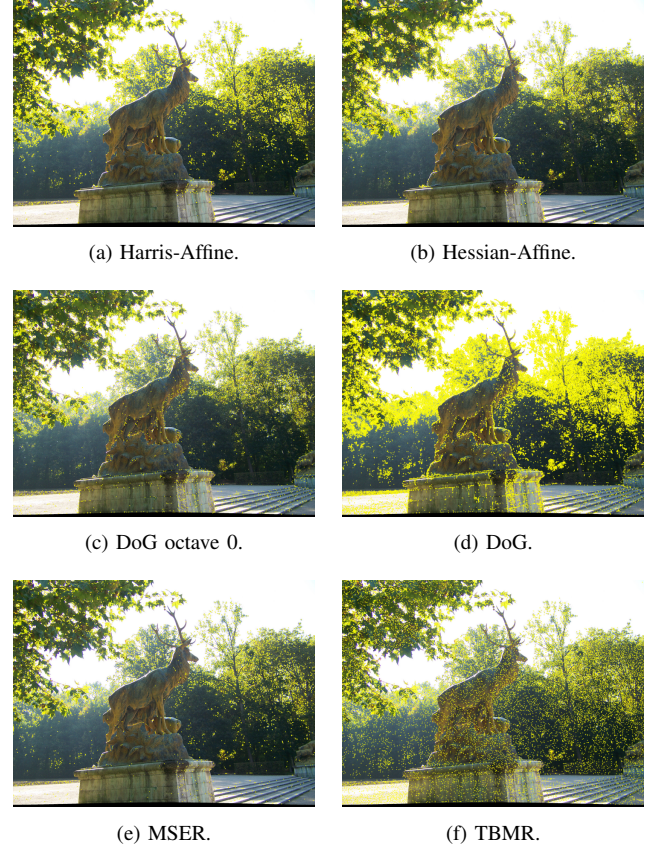 (a) Harris-Affine.
(b) Hessian-Affine.
(c) DoG octave 0.
(d) DoG.
(e) MSER.
(f) TBMR.